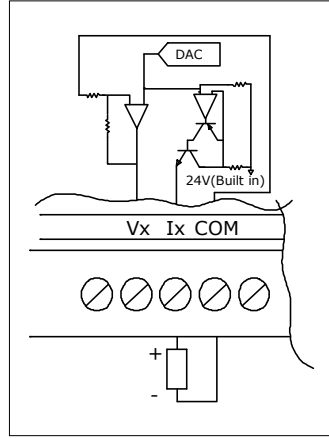 DAC
24V(Built in)
Vx Ix COM
+
-